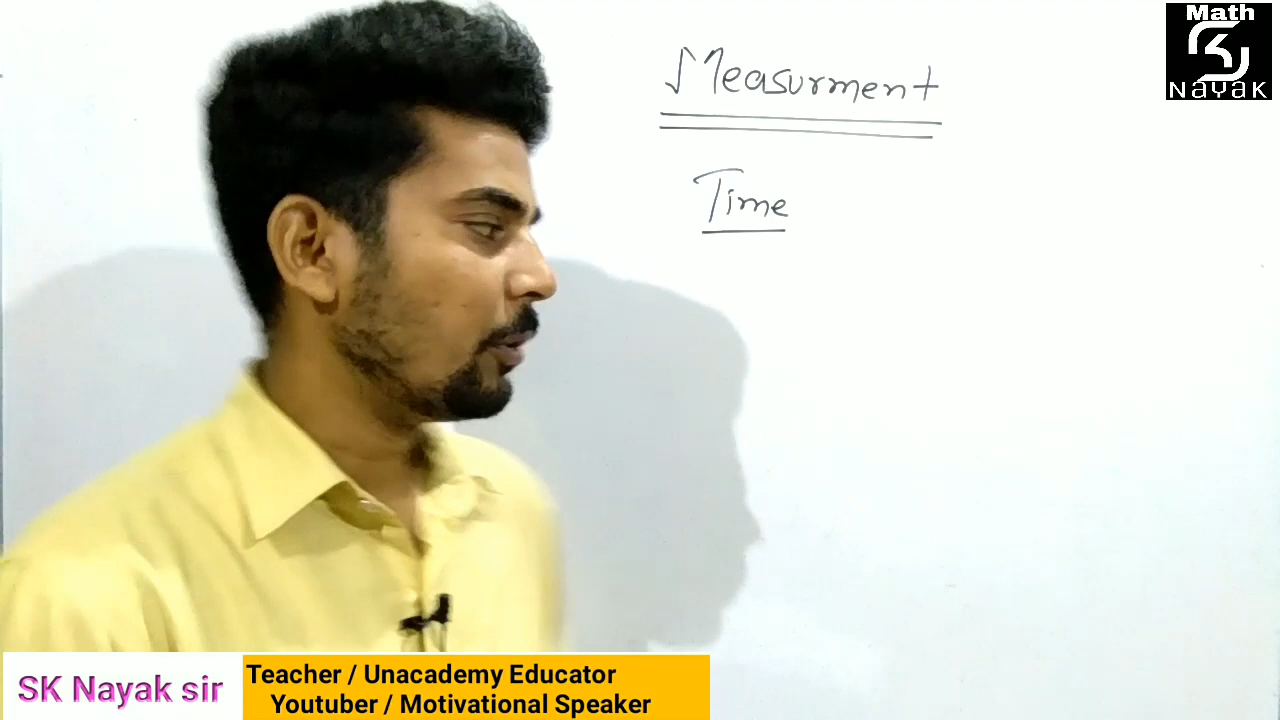 Measurment
Time
Math
NAYAK
SK Nayak sir
Teacher / Unacademy Educator
Youtuber / Motivational Speaker